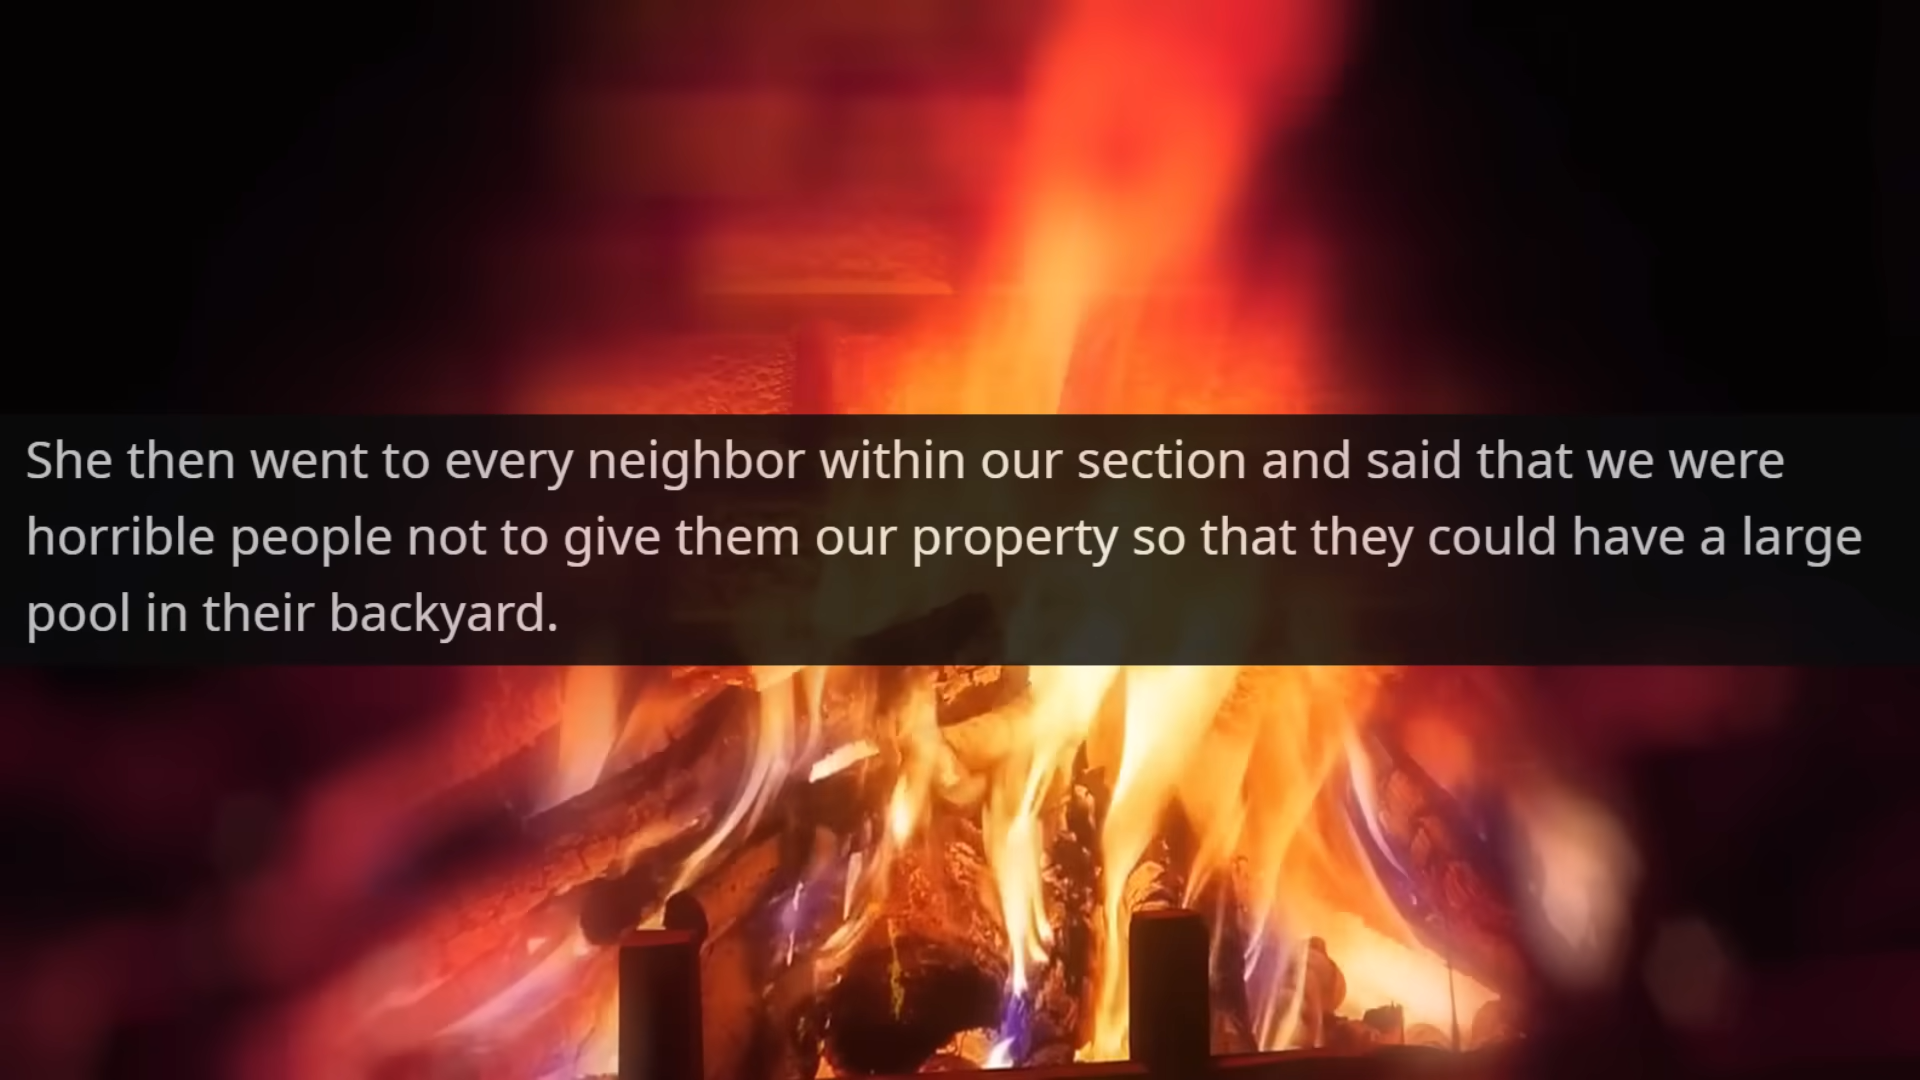 She then went to every neighbor within our section and said that we were
horrible people not to give them our property so that they could have a large
pool in their backyard.